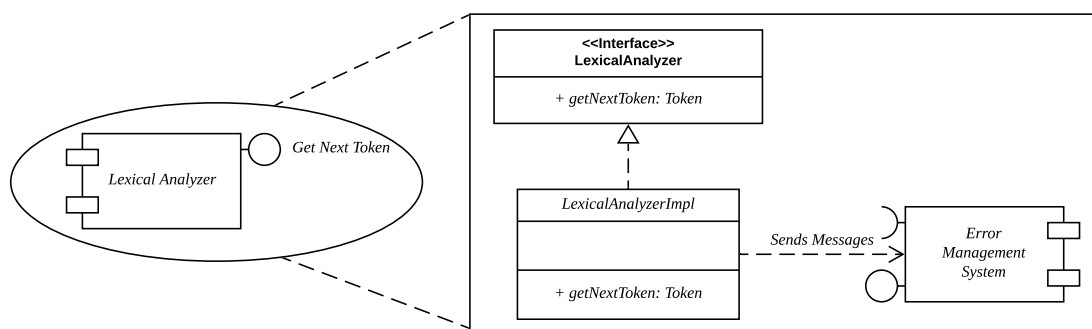 Lexical Analyzer
Get Next Token
<<Interface>>
LexicalAnalyzer
+ getNextToken: Token
LexicalAnalyzerImpl
+ getNextToken: Token
Sends Messages
Error
Management
System